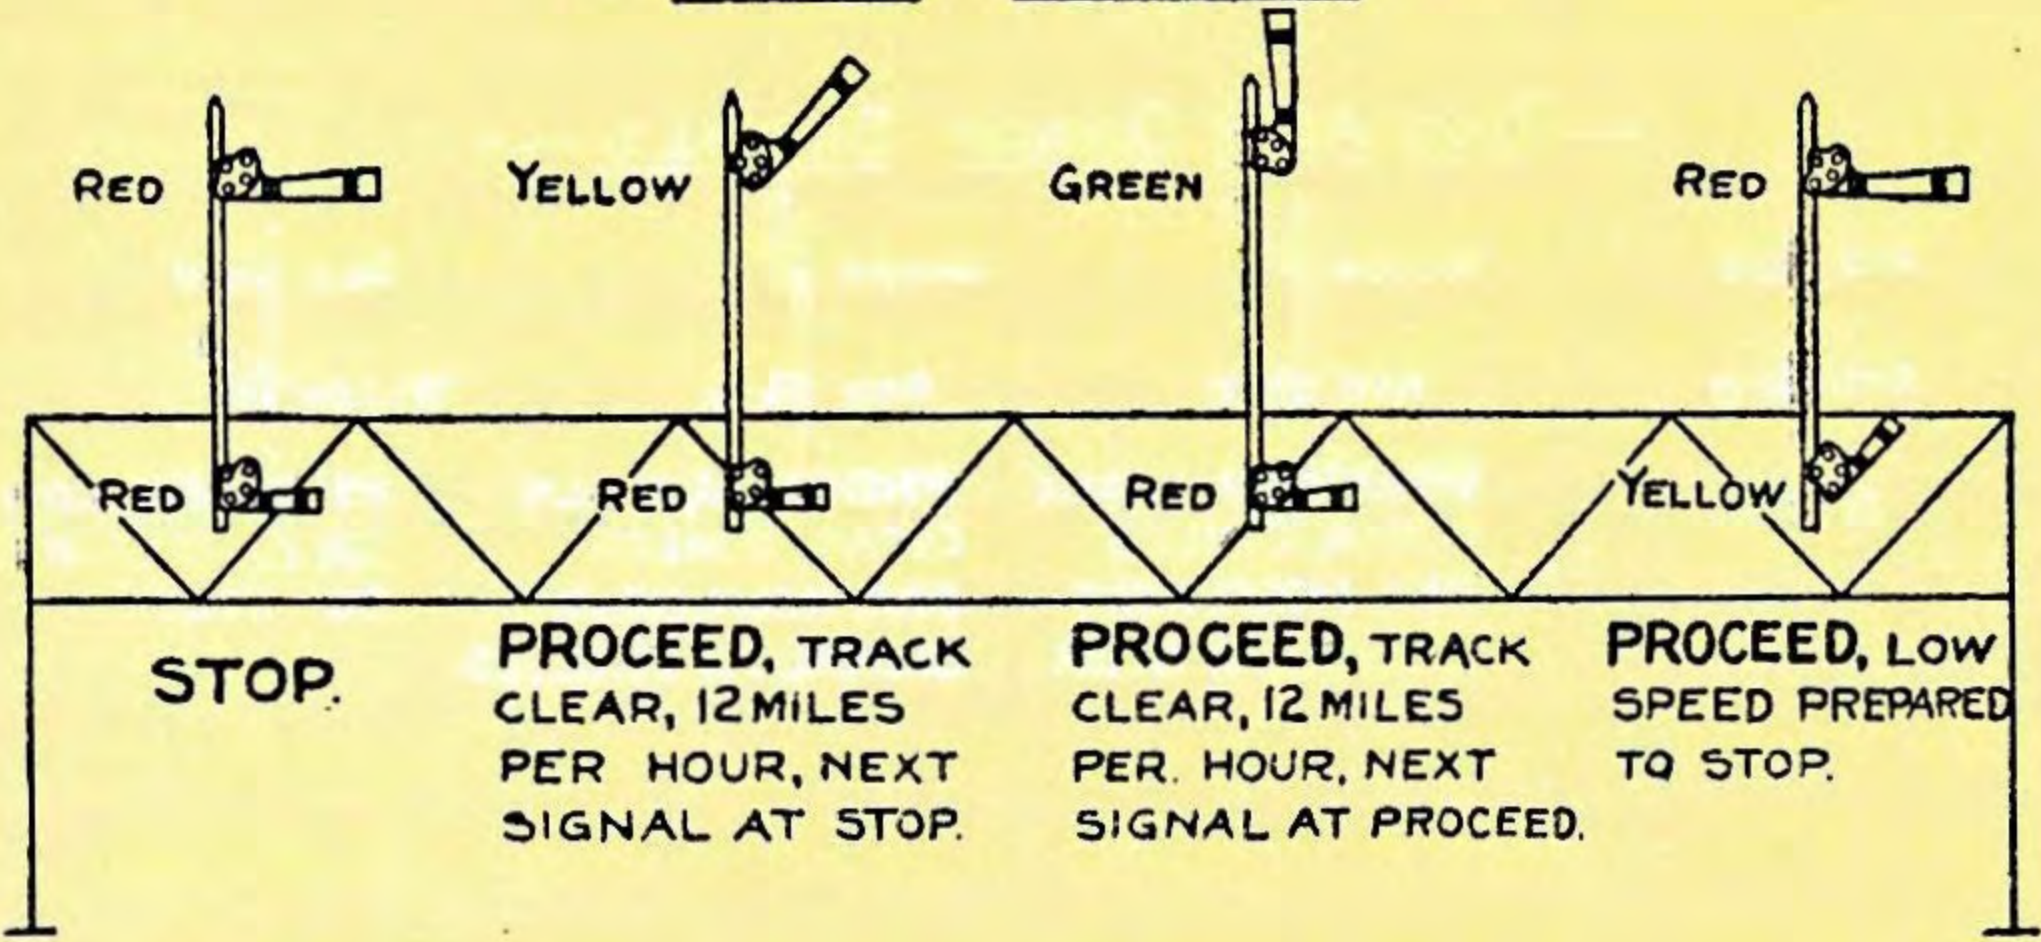 RED
YELLOW
GREEN
RED
RED
RED
RED
YELLOW
STOP.
PROCEED, TRACK
CLEAR, 12 MILES
PER HOUR, NEXT
SIGNAL AT STOP.
PROCEED, TRACK
CLEAR, 12 MILES
PER. HOUR, NEXT
SIGNAL AT PROCEED.
PROCEED, LOW
SPEED PREPARED
TO STOP.